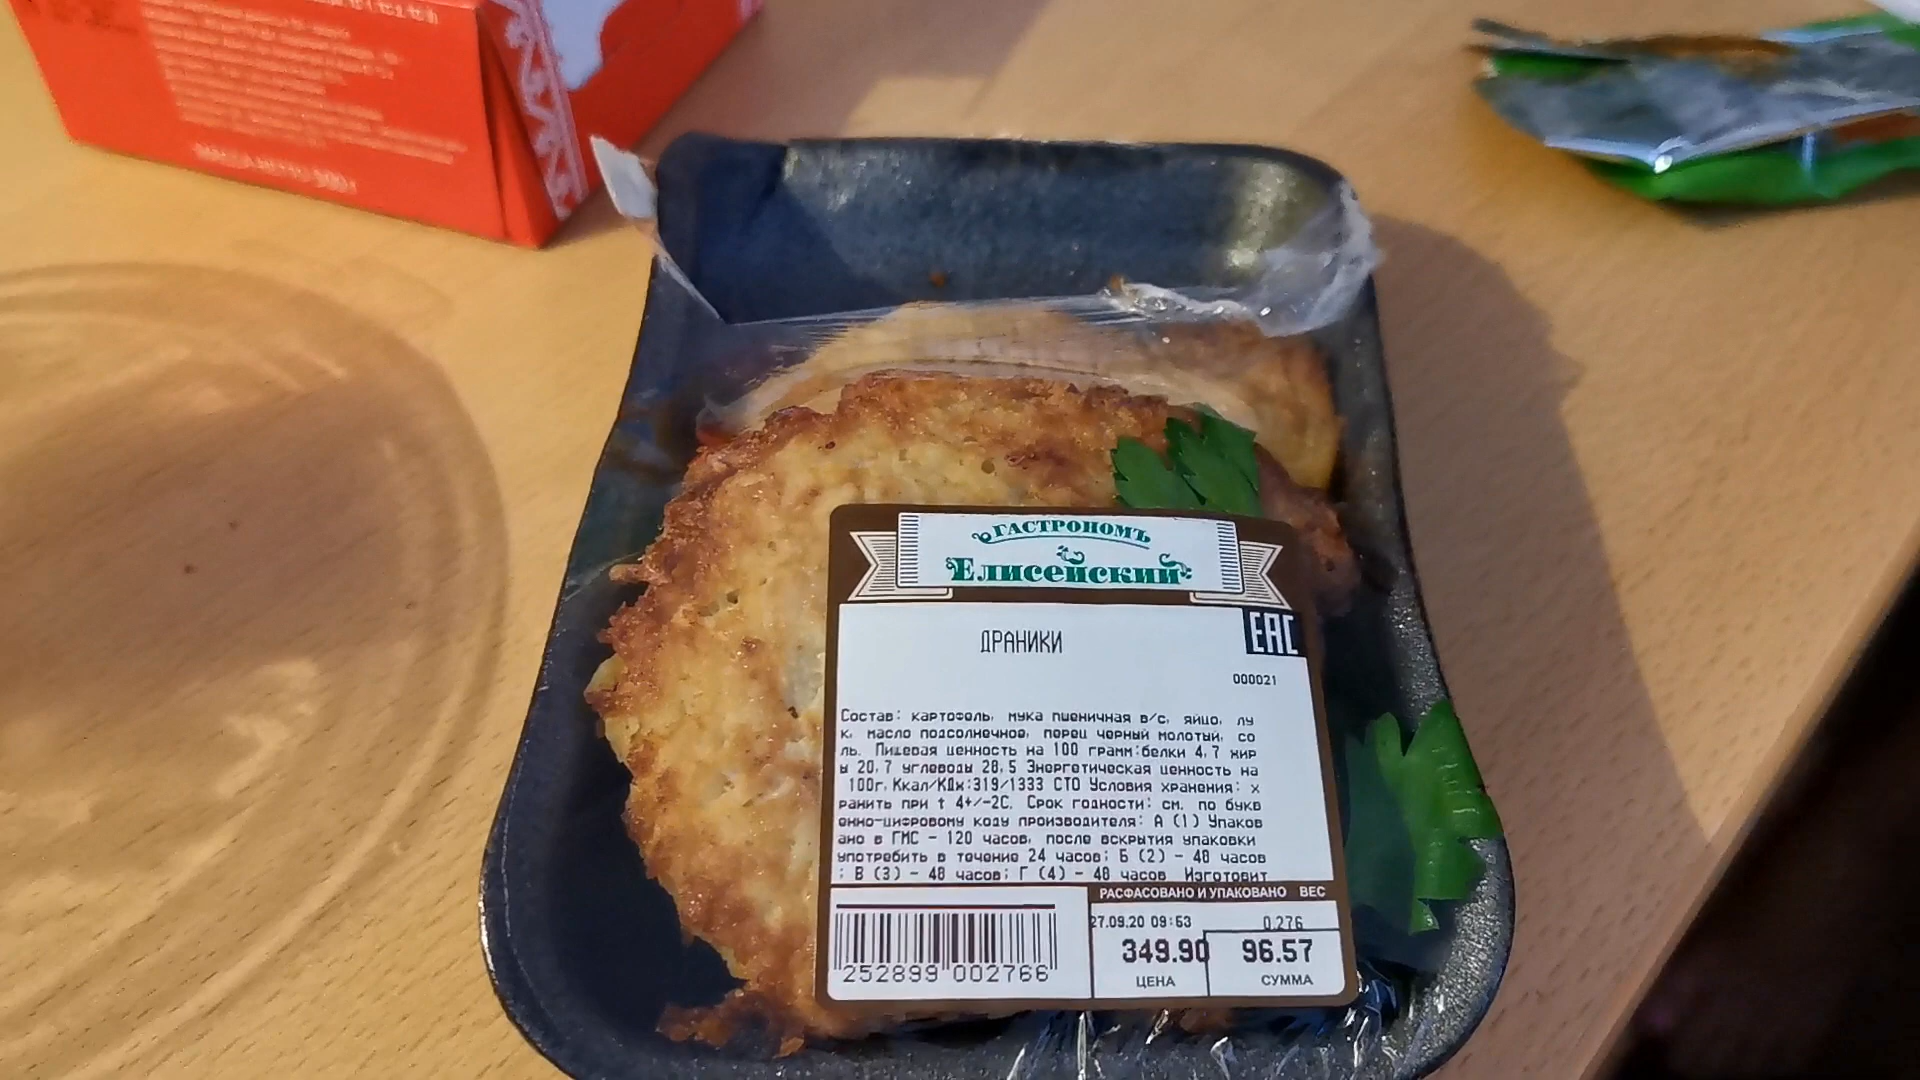 ГАСТРОНОМЪ
Елисейский
ДРАНИКИ
ЕАС
000021
Состав: картофель, мука пшеничная в/с, яйцо, лу
к, масло подсолнечное, перец черный молотый, со
ль. Пищевая ценность на 100 грамм:белки 4,7 жир
ы 20,7 углеводы 28,5 Энергетическая ценность на
100г, Ккал/КДж:319/1333 СТО Условия хранения: х
ранить при t 4+/-2С. Срок годности: см. по букв
енно-цифровому коду производителя: А (1) Упаков
ано в ГМС - 120 часов, после вскрытия упаковки
употребить в течение 24 часов; Б (2) - 48 часов
; В (3) - 48 часов; Г (4) - 48 часов Изготовит
РАСФАСОВАНО И УПАКОВАНО ВЕС
27.09.20 09:53 0.276
349.90 96.57
ЦЕНА СУММА
252899 002766